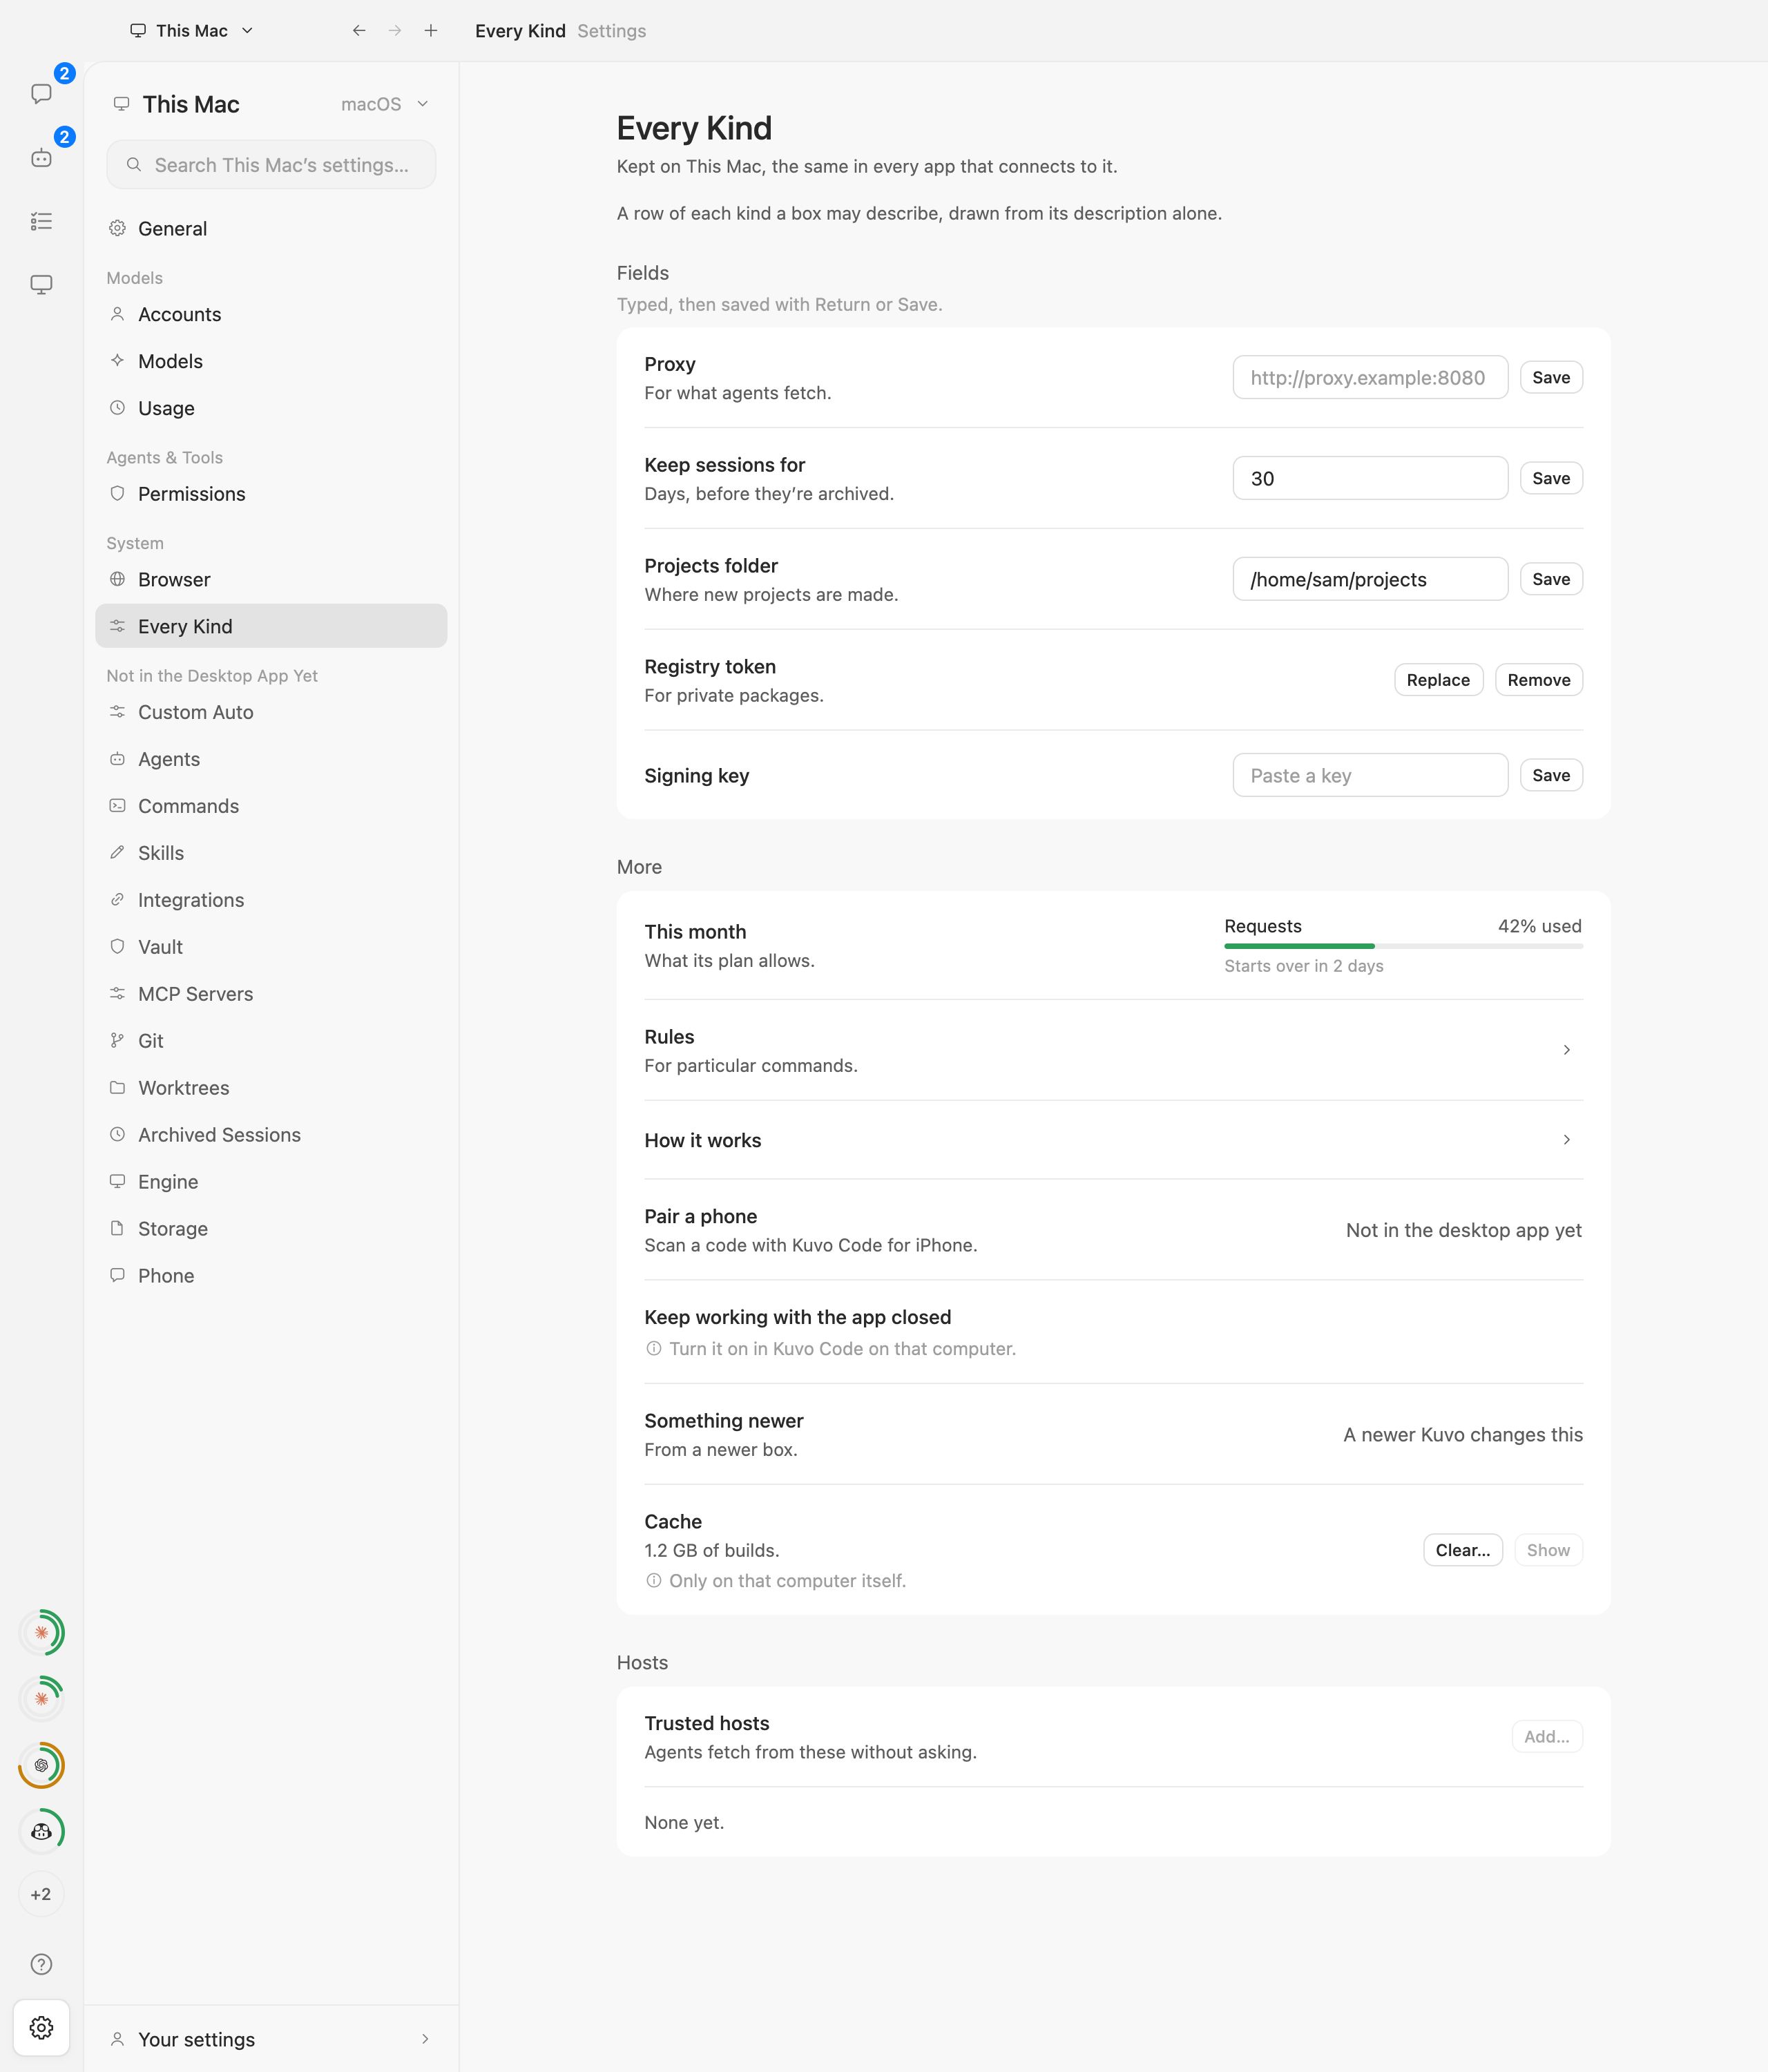 This Mac
Every Kind Settings
2
2
This Mac macOS
Search This Mac’s settings...
General
Models
Accounts
Models
Usage
Agents & Tools
Permissions
System
Browser
Every Kind
Not in the Desktop App Yet
Custom Auto
Agents
Commands
Skills
Integrations
Vault
MCP Servers
Git
Worktrees
Archived Sessions
Engine
Storage
Phone
+2
Your settings
Every Kind
Kept on This Mac, the same in every app that connects to it.
A row of each kind a box may describe, drawn from its description alone.
Fields
Typed, then saved with Return or Save.
Proxy
For what agents fetch.
http://proxy.example:8080 Save
Keep sessions for
Days, before they’re archived.
30 Save
Projects folder
Where new projects are made.
/home/sam/projects Save
Registry token
For private packages.
Replace Remove
Signing key
Paste a key Save
More
This month
What its plan allows.
Requests 42% used
Starts over in 2 days
Rules
For particular commands.
How it works
Pair a phone
Scan a code with Kuvo Code for iPhone.
Not in the desktop app yet
Keep working with the app closed
Turn it on in Kuvo Code on that computer.
Something newer
From a newer box.
A newer Kuvo changes this
Cache
1.2 GB of builds.
Only on that computer itself.
Clear... Show
Hosts
Trusted hosts
Agents fetch from these without asking.
Add...
None yet.